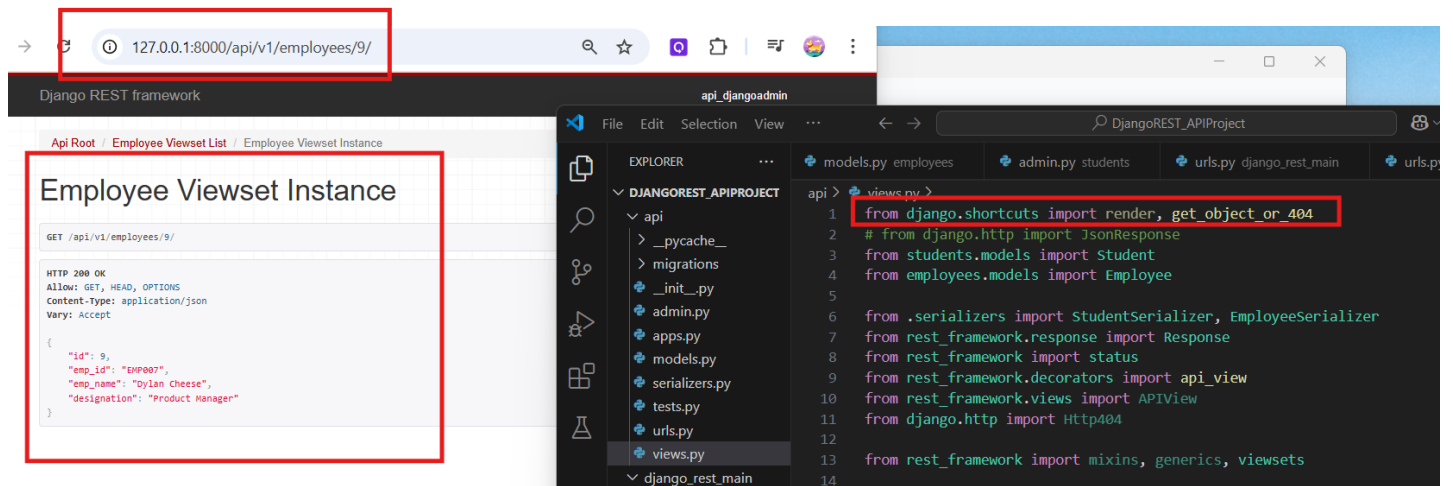 127.0.0.1:8000/api/v1/employees/9/
Django REST framework
api_djangoadmin
Api Root / Employee Viewset List / Employee Viewset Instance
Employee Viewset Instance
GET /api/v1/employees/9/
HTTP 200 OK
Allow: GET, HEAD, OPTIONS
Content-Type: application/json
Vary: Accept
{
"id": 9,
"emp_id": "EMP007",
"emp_name": "Dylan Cheese",
"designation": "Product Manager"
}
File Edit Selection View ··· DjangoREST_APIProject
EXPLORER ···
DJANGOREST_APIPROJECT
api
__pycache__
migrations
__init__.py
admin.py
apps.py
models.py
serializers.py
tests.py
urls.py
views.py
django_rest_main
models.py employees admin.py students urls.py django_rest_main urls.py
api > views.py >
1 from django.shortcuts import render, get_object_or_404
2 # from django.http import JsonResponse
3 from students.models import Student
4 from employees.models import Employee
5
6 from .serializers import StudentSerializer, EmployeeSerializer
7 from rest_framework.response import Response
8 from rest_framework import status
9 from rest_framework.decorators import api_view
10 from rest_framework.views import APIView
11 from django.http import Http404
12
13 from rest_framework import mixins, generics, viewsets
14